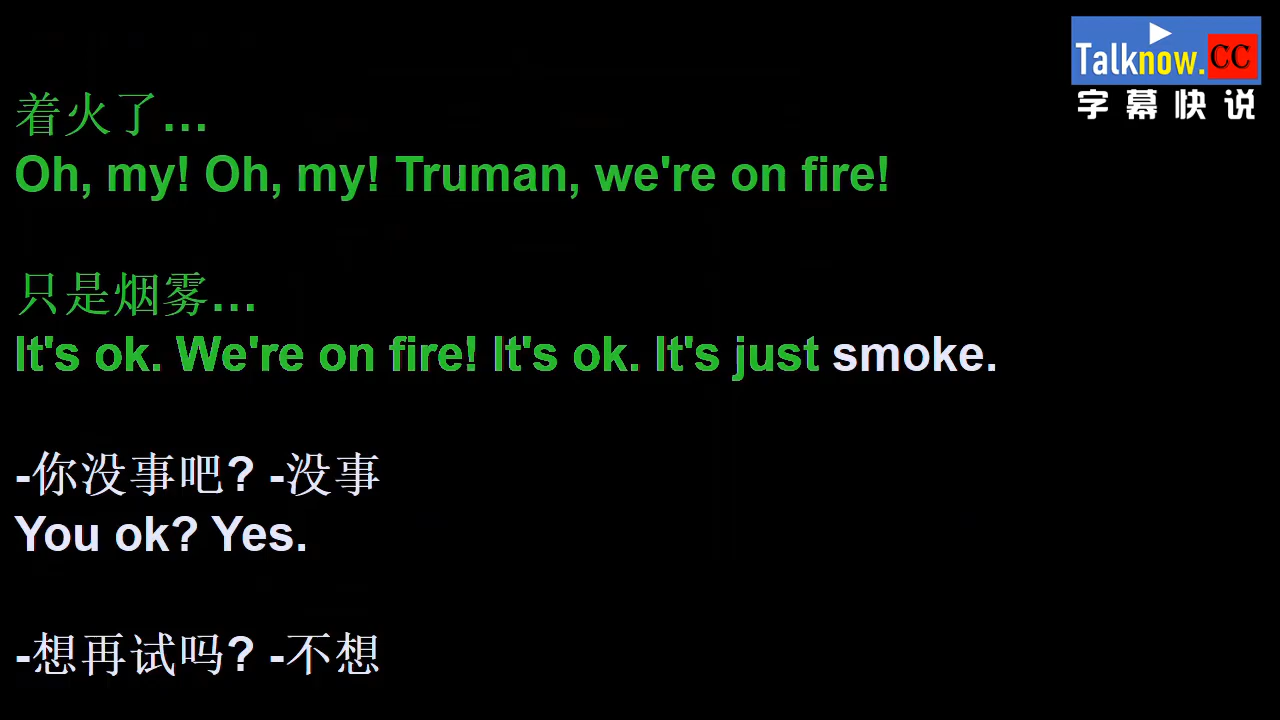 Talknow.CC
字幕快说
着火了...
Oh, my! Oh, my! Truman, we're on fire!
只是烟雾...
It's ok. We're on fire! It's ok. It's just smoke.
-你没事吧? -没事
You ok? Yes.
-想再试吗? -不想